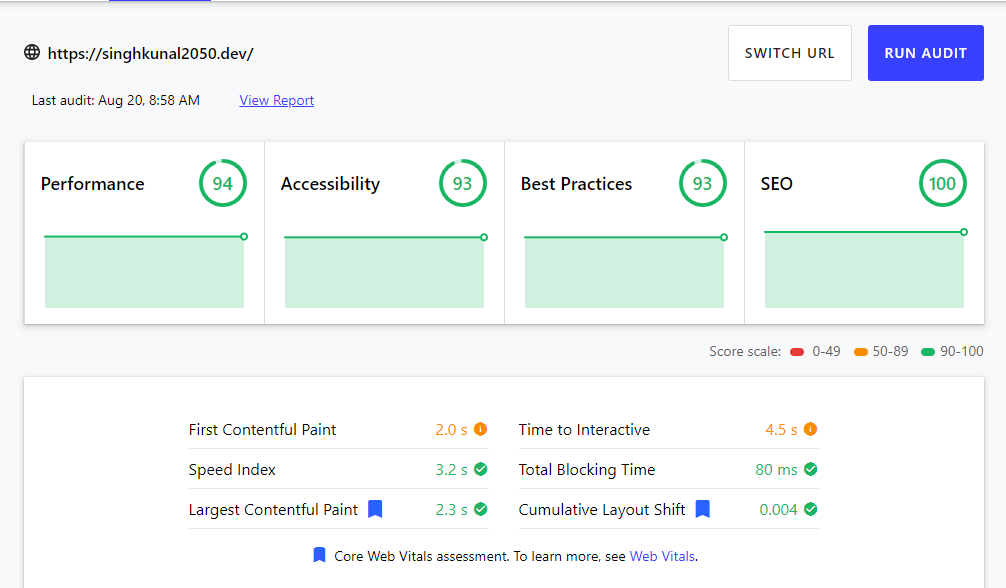 https://singhkunal2050.dev/
SWITCH URL
RUN AUDIT
Last audit: Aug 20, 8:58 AM
View Report
Performance 94
Accessibility 93
Best Practices 93
SEO 100
Score scale: 0-49 50-89 90-100
First Contentful Paint 2.0 s
Time to Interactive 4.5 s
Speed Index 3.2 s
Total Blocking Time 80 ms
Largest Contentful Paint 2.3 s
Cumulative Layout Shift 0.004
Core Web Vitals assessment. To learn more, see Web Vitals.